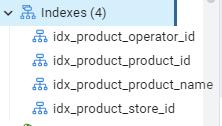 Indexes (4)
idx_product_operator_id
idx_product_product_id
idx_product_product_name
idx_product_store_id